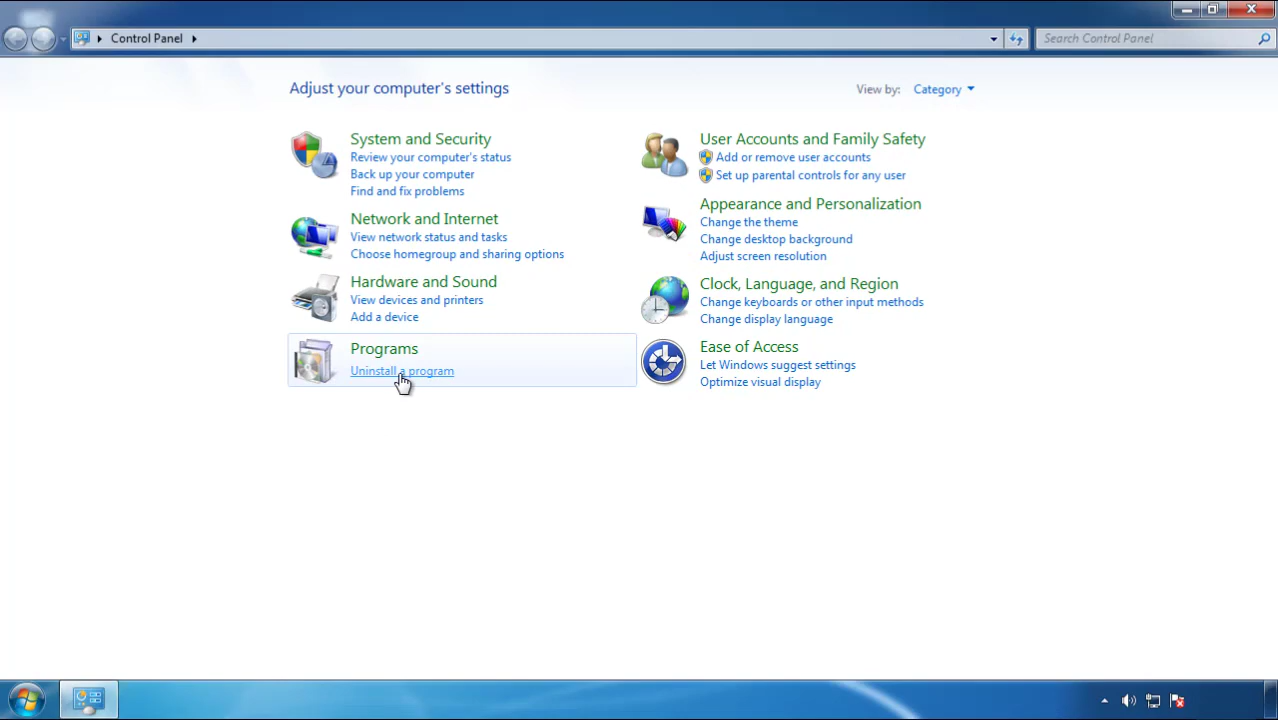 Control Panel
Search Control Panel
Adjust your computer's settings
View by: Category
System and Security
Review your computer's status
Back up your computer
Find and fix problems
Network and Internet
View network status and tasks
Choose homegroup and sharing options
Hardware and Sound
View devices and printers
Add a device
Programs
Uninstall a program
User Accounts and Family Safety
Add or remove user accounts
Set up parental controls for any user
Appearance and Personalization
Change the theme
Change desktop background
Adjust screen resolution
Clock, Language, and Region
Change keyboards or other input methods
Change display language
Ease of Access
Let Windows suggest settings
Optimize visual display